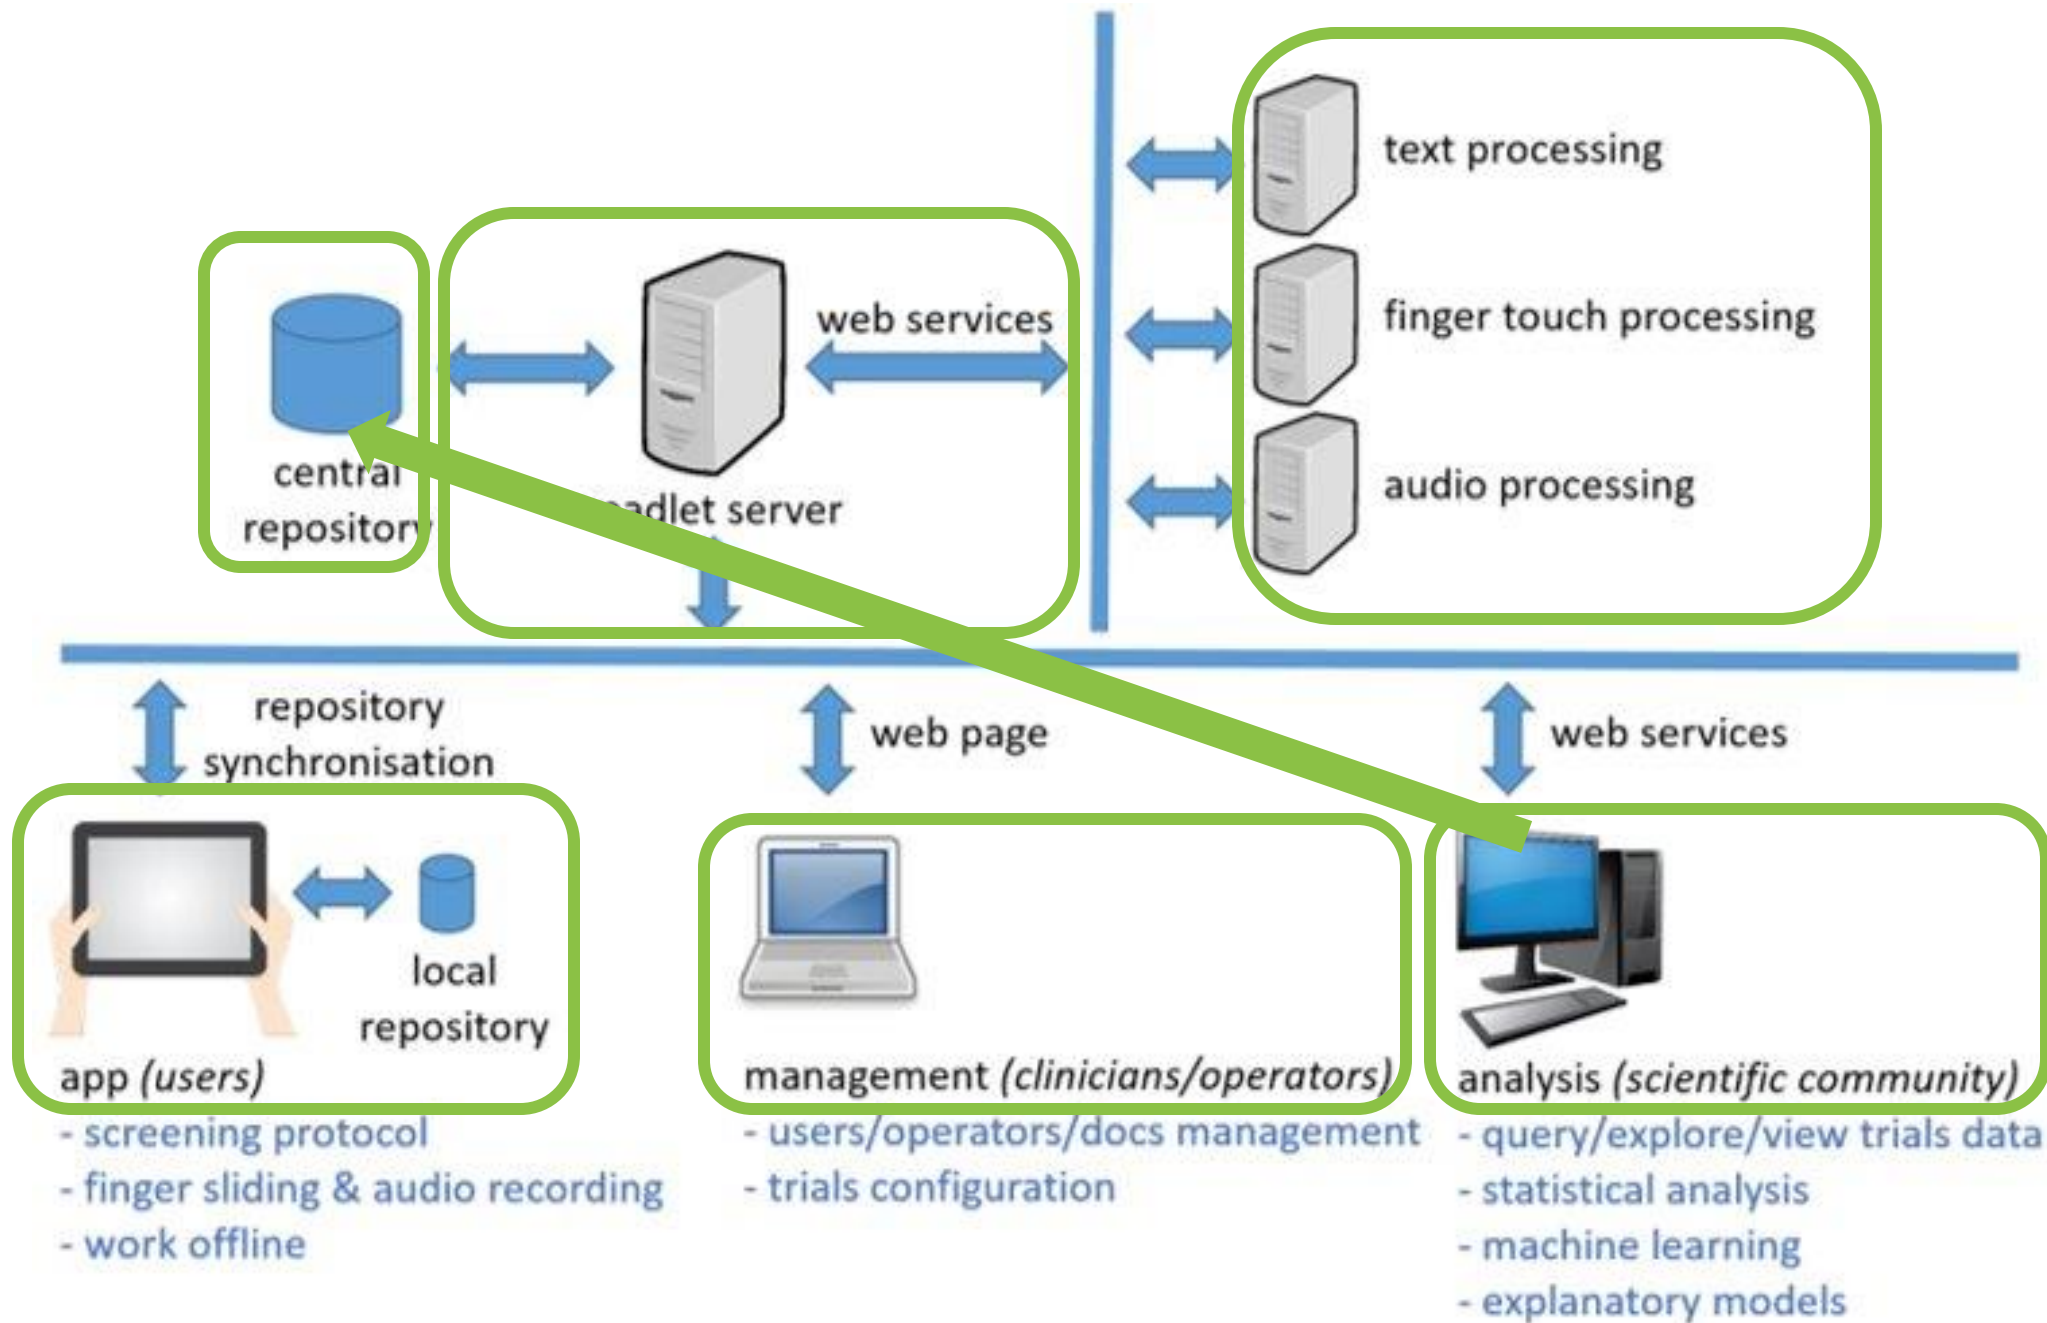 text processing
web services
finger touch processing
central
repository
server
audio processing
repository
synchronisation
web page
web services
local
repository
app (users)
- screening protocol
- finger sliding & audio recording
- work offline
management (clinicians/operators)
- users/operators/docs management
- trials configuration
analysis (scientific community)
- query/explore/view trials data
- statistical analysis
- machine learning
- explanatory models